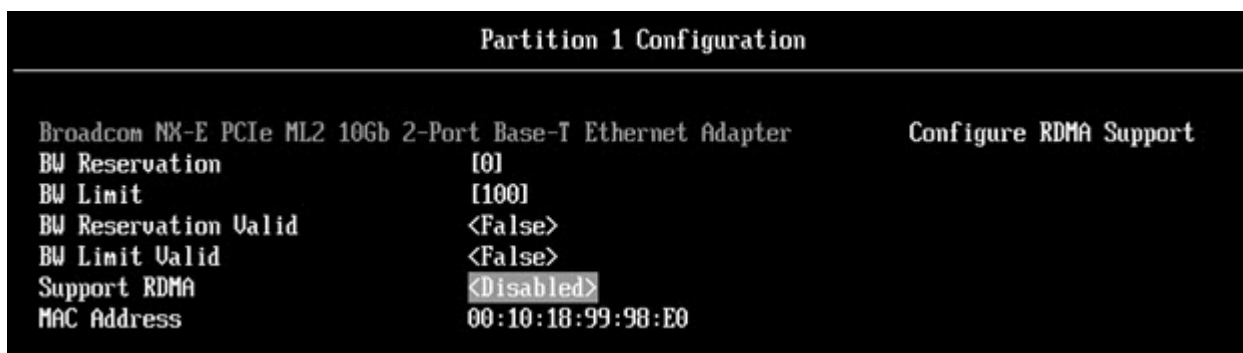 Partition 1 Configuration
Broadcom NX-E PCIe ML2 10Gb 2-Port Base-T Ethernet Adapter Configure RDMA Support
BW Reservation [0]
BW Limit [100]
BW Reservation Valid <False>
BW Limit Valid <False>
Support RDMA <Disabled>
MAC Address 00:10:18:99:98:E0